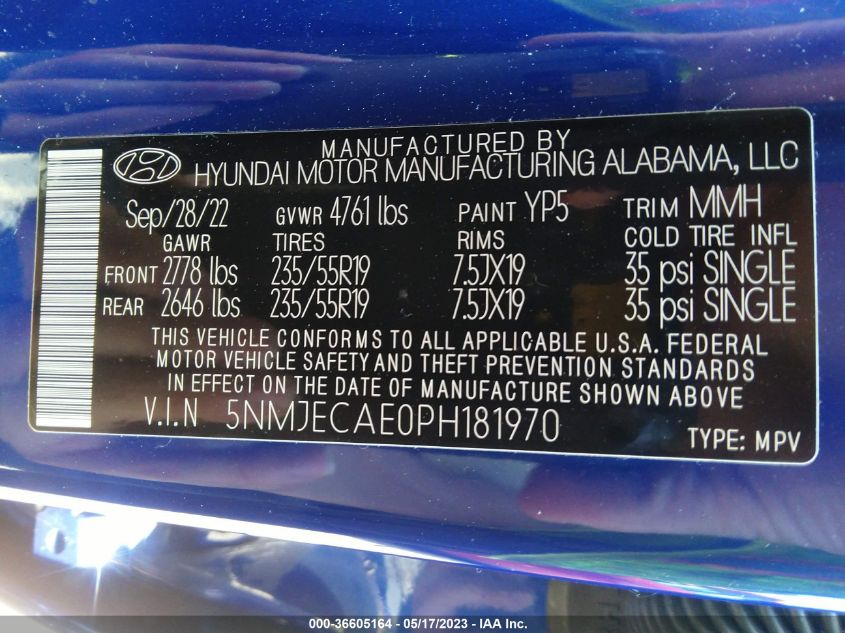 MANUFACTURED BY
HYUNDAI MOTOR MANUFACTURING ALABAMA, LLC
Sep/28/22 GVWR 4761 lbs PAINT YP5 TRIM MMH
GAWR TIRES RIMS COLD TIRE INFL
FRONT 2778 lbs 235/55R19 7.5JX19 35 psi SINGLE
REAR 2646 lbs 235/55R19 7.5JX19 35 psi SINGLE
THIS VEHICLE CONFORMS TO ALL APPLICABLE U.S.A. FEDERAL
MOTOR VEHICLE SAFETY AND THEFT PREVENTION STANDARDS
IN EFFECT ON THE DATE OF MANUFACTURE SHOWN ABOVE
V.I.N 5NMJECAE0PH181970
TYPE: MPV
000-36605164 - 05/17/2023 - IAA Inc.